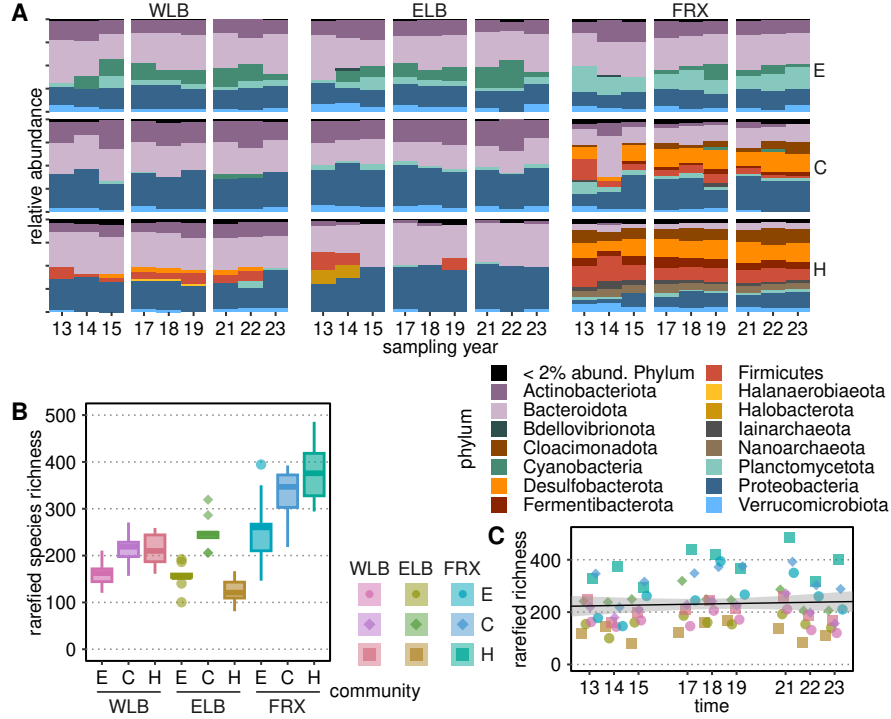 A
WLB ELB FRX
relative abundance
E
C
H
13 14 15 17 18 19 21 22 23 13 14 15 17 18 19 21 22 23 13 14 15 17 18 19 21 22 23
sampling year
phylum
< 2% abund. Phylum Firmicutes
Actinobacteriota Halanaerobiaeota
Bacteroidota Halobacterota
Bdellovibrionota Iainarchaeota
Cloacimonadota Nanoarchaeota
Cyanobacteria Planctomycetota
Desulfobacterota Proteobacteria
Fermentibacterota Verrucomicrobiota
B
rarefied species richness
500
400
300
200
100
0
E C H E C H E C H
WLB ELB FRX
WLB ELB FRX
E
C
H
community
C
rarefied richness
400
200
0
13 14 15 17 18 19 21 22 23
time